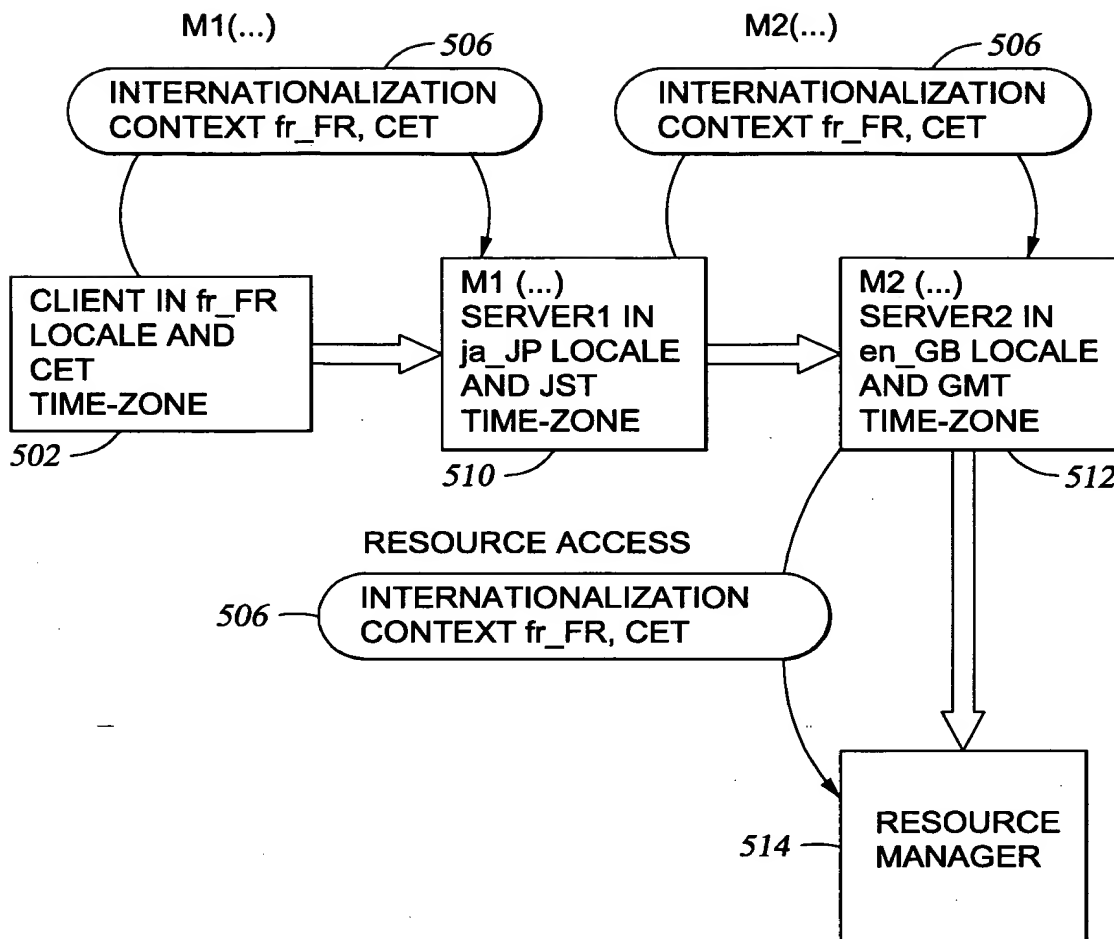 M1(...)
506
INTERNATIONALIZATION
CONTEXT fr_FR, CET
M2(...)
506
INTERNATIONALIZATION
CONTEXT fr_FR, CET
CLIENT IN fr_FR
LOCALE AND
CET
TIME-ZONE
502
M1 (...)
SERVER1 IN
ja_JP LOCALE
AND JST
TIME-ZONE
510
M2 (...)
SERVER2 IN
en_GB LOCALE
AND GMT
TIME-ZONE
512
RESOURCE ACCESS
506
INTERNATIONALIZATION
CONTEXT fr_FR, CET
514
RESOURCE
MANAGER